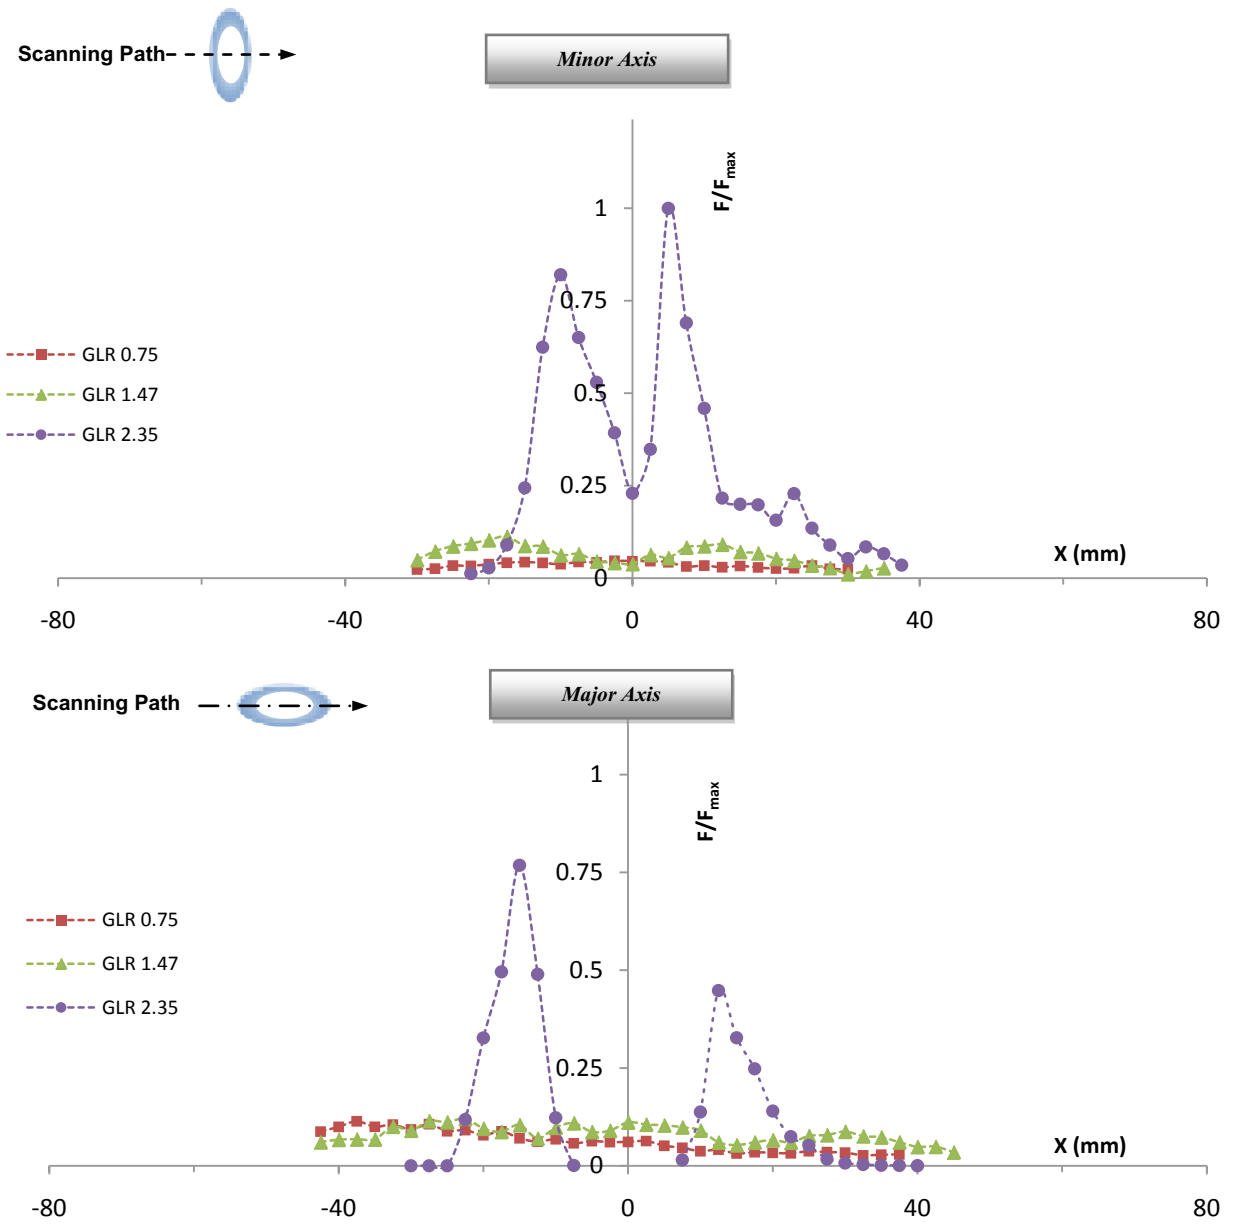 Scanning Path
Minor Axis
F/Fmax
1
0.75
0.5
0.25
0
GLR 0.75
GLR 1.47
GLR 2.35
X (mm)
-80 -40 0 40 80
Scanning Path
Major Axis
F/Fmax
1
0.75
0.5
0.25
0
GLR 0.75
GLR 1.47
GLR 2.35
X (mm)
-80 -40 0 40 80